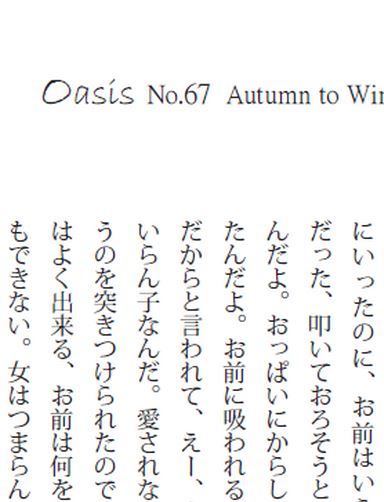 Oasis No.67 Autumn to Win
にいったのに、お前はいう
だった、叩いておろそうと
んだよ。おっぱいにからし
たんだよ。お前に吸われる
だからと言われて、えー、
いらん子なんだ。愛されな
うのを突きつけられたので
はよく出来る、お前は何を
もできない。女はつまらん